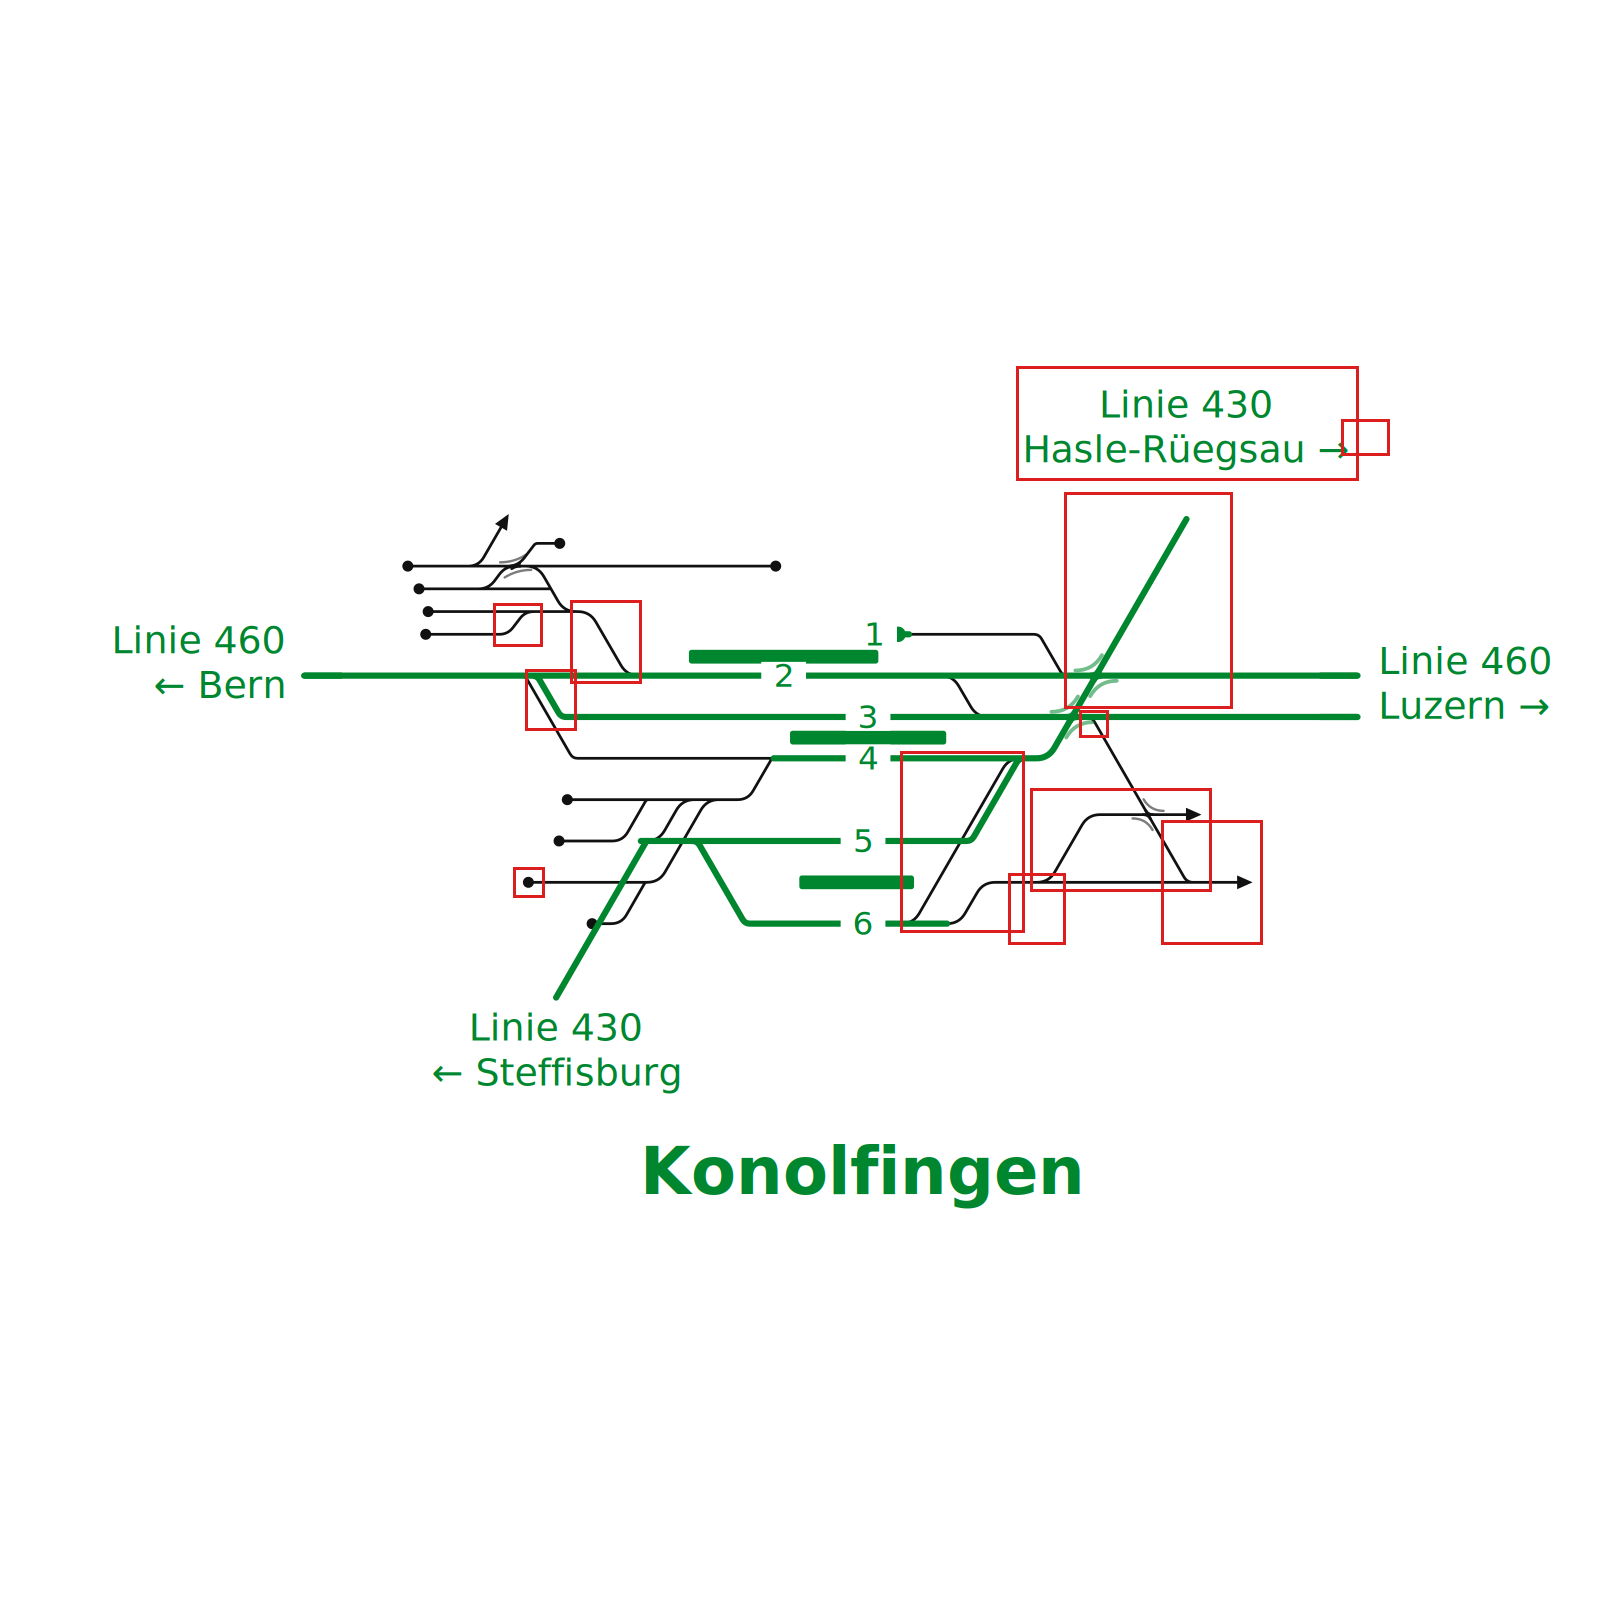 Linie 430
Hasle-Rüegsau →
Linie 460
← Bern
1
2
3
4
5
6
Linie 460
Luzern →
Linie 430
← Steffisburg
Konolfingen